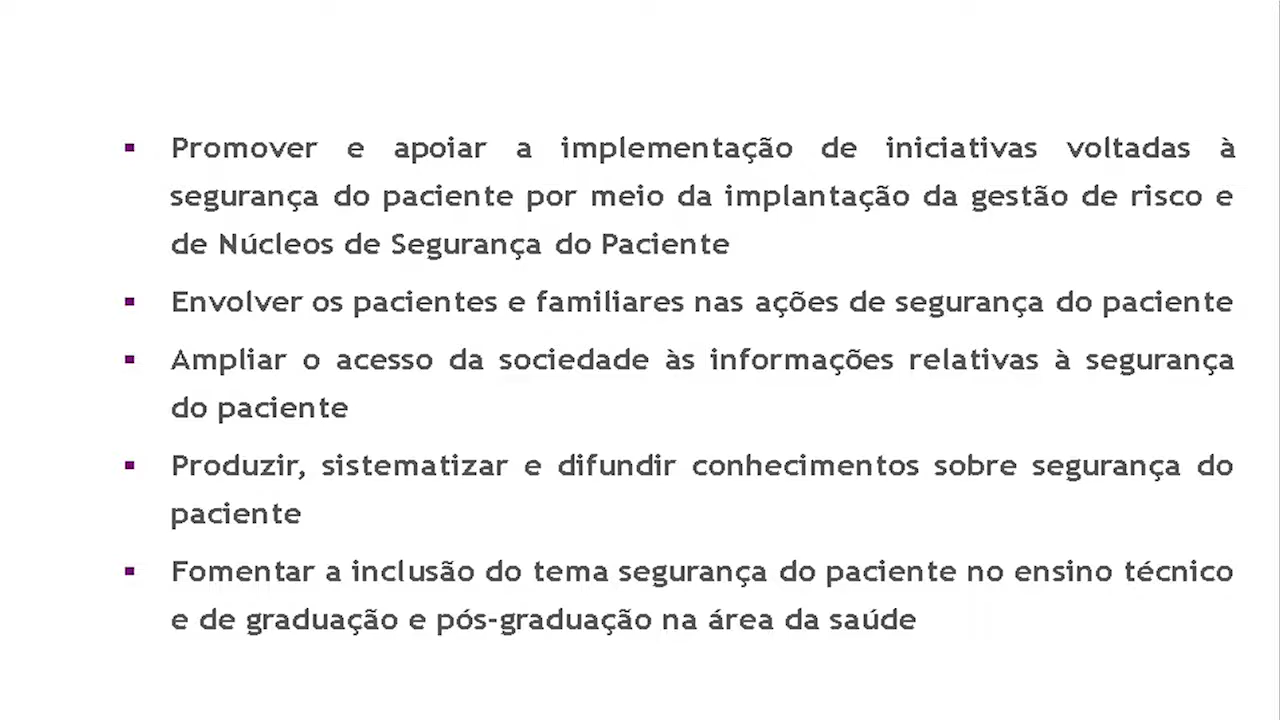 ▪ Promover e apoiar a implementação de iniciativas voltadas à
segurança do paciente por meio da implantação da gestão de risco e
de Núcleos de Segurança do Paciente
▪ Envolver os pacientes e familiares nas ações de segurança do paciente
▪ Ampliar o acesso da sociedade às informações relativas à segurança
do paciente
▪ Produzir, sistematizar e difundir conhecimentos sobre segurança do
paciente
▪ Fomentar a inclusão do tema segurança do paciente no ensino técnico
e de graduação e pós-graduação na área da saúde